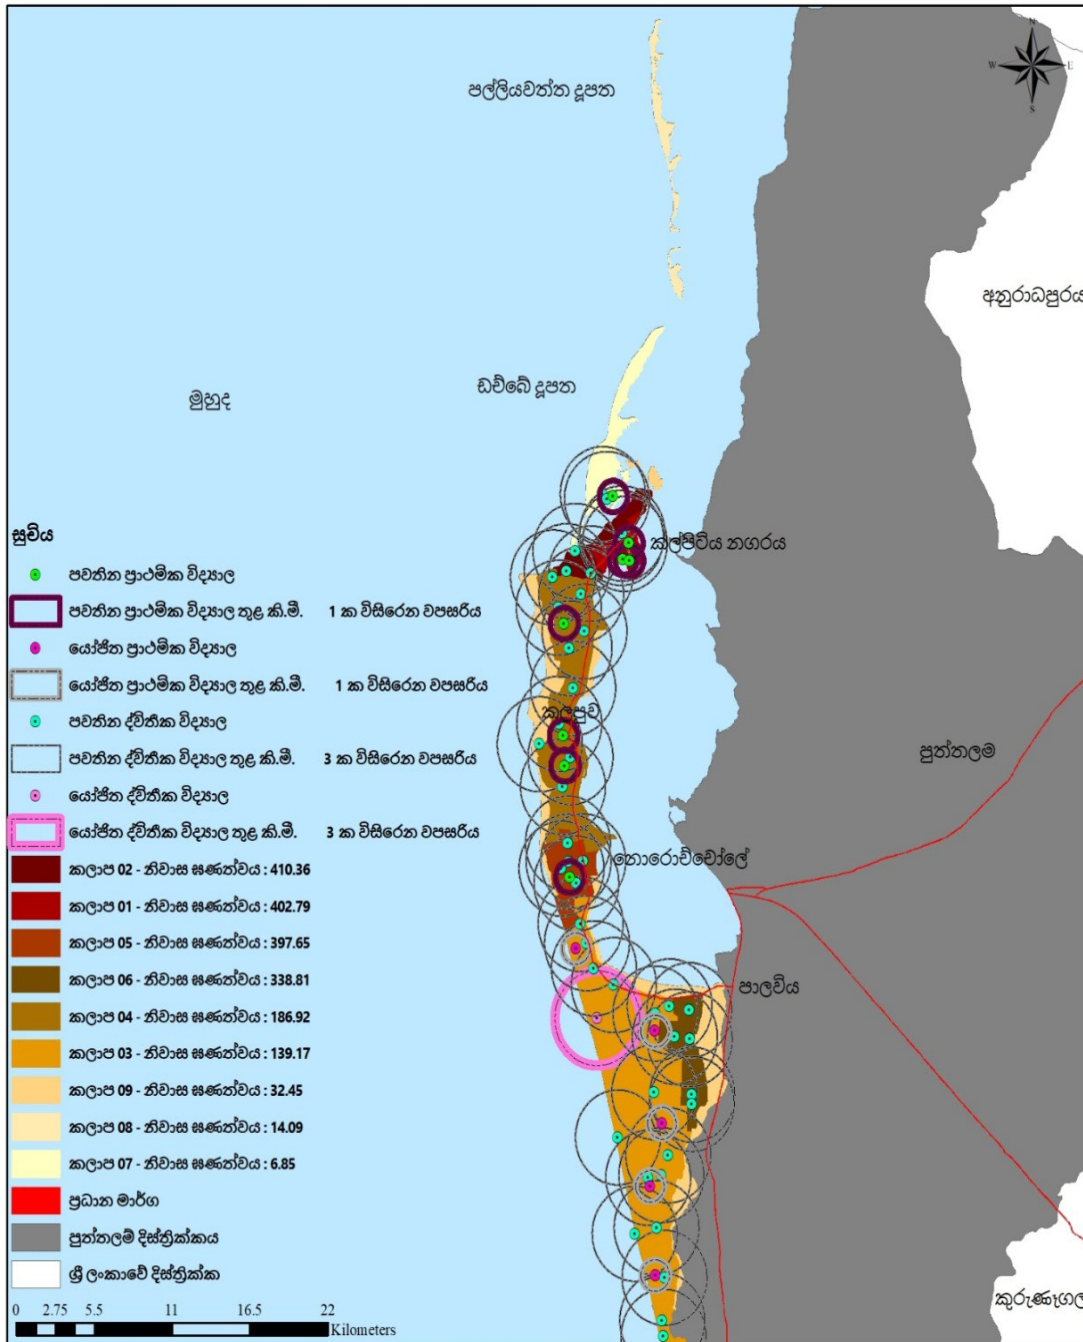 N
W E
S
පල්ලියවත්ත දූපත
අනුරාධපුරය
ඩච්බේ දූපත
මුහුද
කල්පිටිය නගරය
කලපුව
පුත්තලම
නොරොච්චෝලේ
පාලවිය
කුරුණෑගල
සුචිය
පවතින ප්‍රාථමික විද්‍යාල
පවතින ප්‍රාථමික විද්‍යාල තුළ කි.මී. 1 ක විසිරෙන වපසරිය
යෝජිත ප්‍රාථමික විද්‍යාල
යෝජිත ප්‍රාථමික විද්‍යාල තුළ කි.මී. 1 ක විසිරෙන වපසරිය
පවතින ද්විතීක විද්‍යාල
පවතින ද්විතීක විද්‍යාල තුළ කි.මී. 3 ක විසිරෙන වපසරිය
යෝජිත ද්විතීක විද්‍යාල
යෝජිත ද්විතීක විද්‍යාල තුළ කි.මී. 3 ක විසිරෙන වපසරිය
කලාප 02 - නිවාස ඝණත්වය : 410.36
කලාප 01 - නිවාස ඝණත්වය : 402.79
කලාප 05 - නිවාස ඝණත්වය : 397.65
කලාප 06 - නිවාස ඝණත්වය : 338.81
කලාප 04 - නිවාස ඝණත්වය : 186.92
කලාප 03 - නිවාස ඝණත්වය : 139.17
කලාප 09 - නිවාස ඝණත්වය : 32.45
කලාප 08 - නිවාස ඝණත්වය : 14.09
කලාප 07 - නිවාස ඝණත්වය : 6.85
ප්‍රධාන මාර්ග
පුත්තලම් දිස්ත්‍රික්කය
ශ්‍රී ලංකාවේ දිස්ත්‍රික්ක
0 2.75 5.5 11 16.5 22
Kilometers